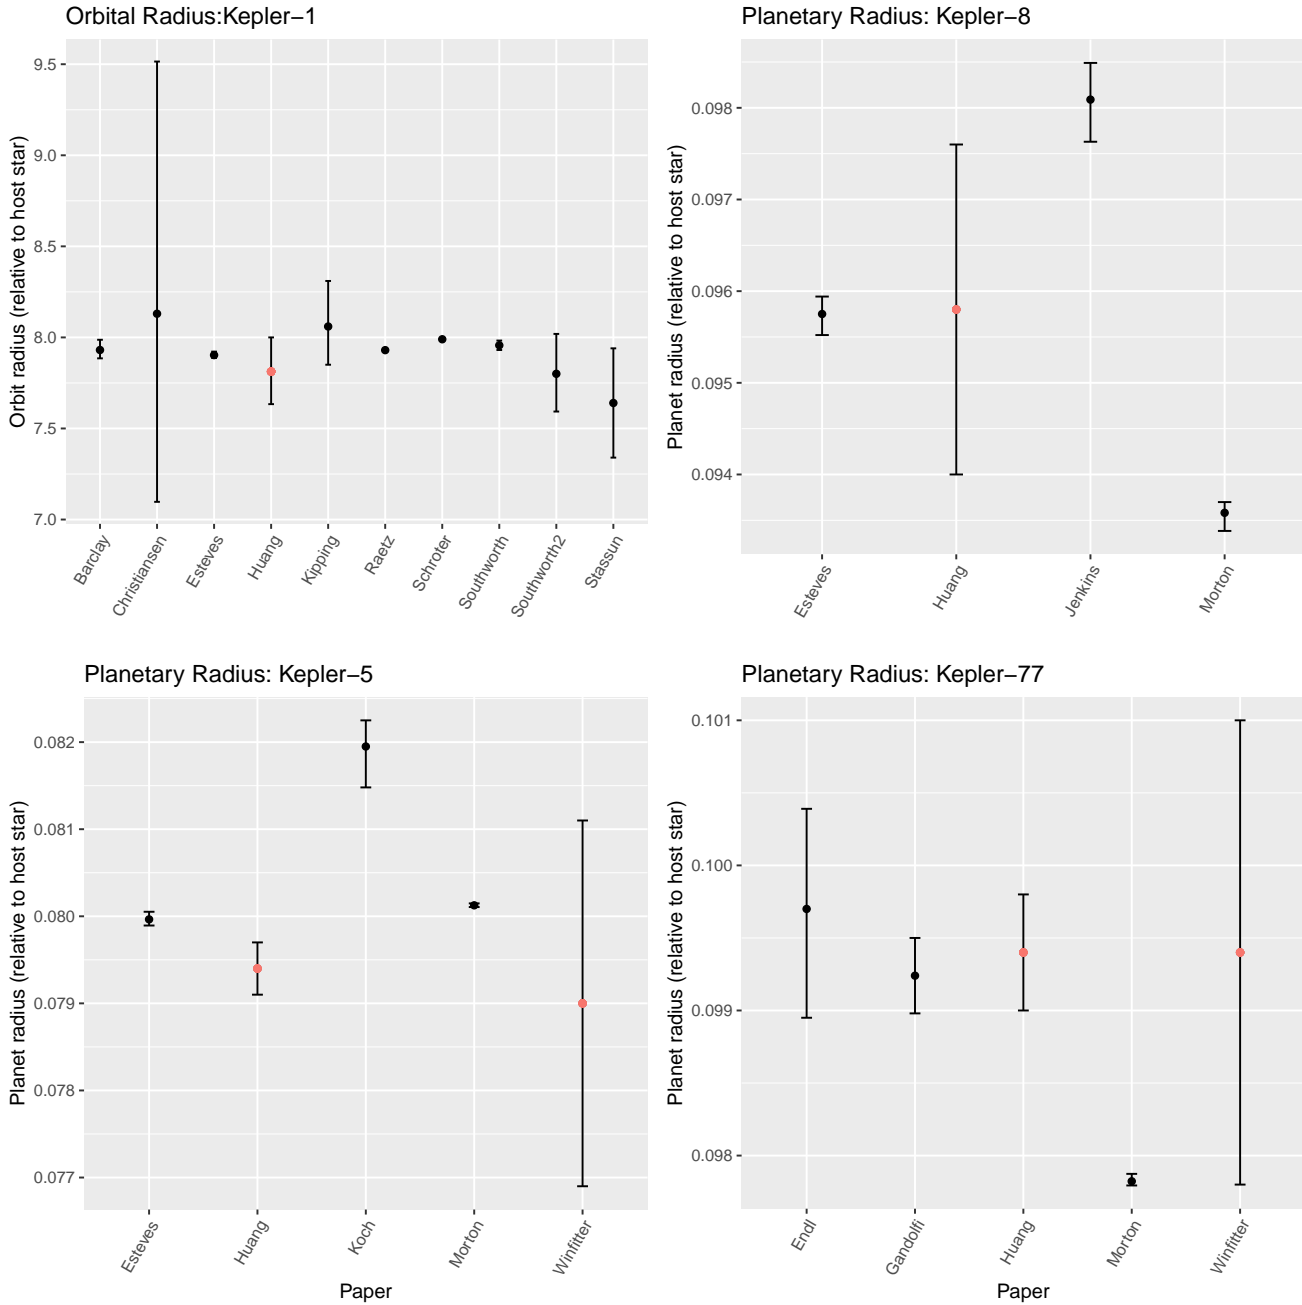 Orbital Radius:Kepler−1
Orbit radius (relative to host star)
9.5
9.0
8.5
8.0
7.5
7.0
Barclay
Christiansen
Esteves
Huang
Kipping
Raetz
Schroter
Southworth
Southworth2
Stassun
Planetary Radius: Kepler−8
Planet radius (relative to host star)
0.098
0.097
0.096
0.095
0.094
Esteves
Huang
Jenkins
Morton
Planetary Radius: Kepler−5
Planet radius (relative to host star)
0.082
0.081
0.080
0.079
0.078
0.077
Esteves
Huang
Koch
Morton
Winfitter
Paper
Planetary Radius: Kepler−77
Planet radius (relative to host star)
0.101
0.100
0.099
0.098
Endl
Gandolfi
Huang
Morton
Winfitter
Paper